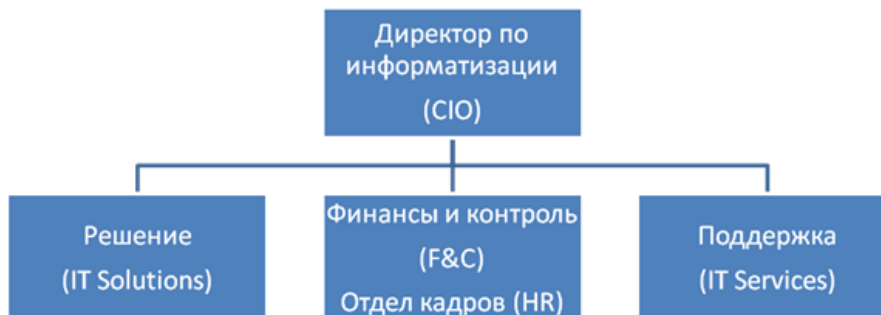 Директор по
информатизации
(CIO)
Решение
(IT Solutions)
Финансы и контроль
(F&C)
Отдел кадров (HR)
Поддержка
(IT Services)